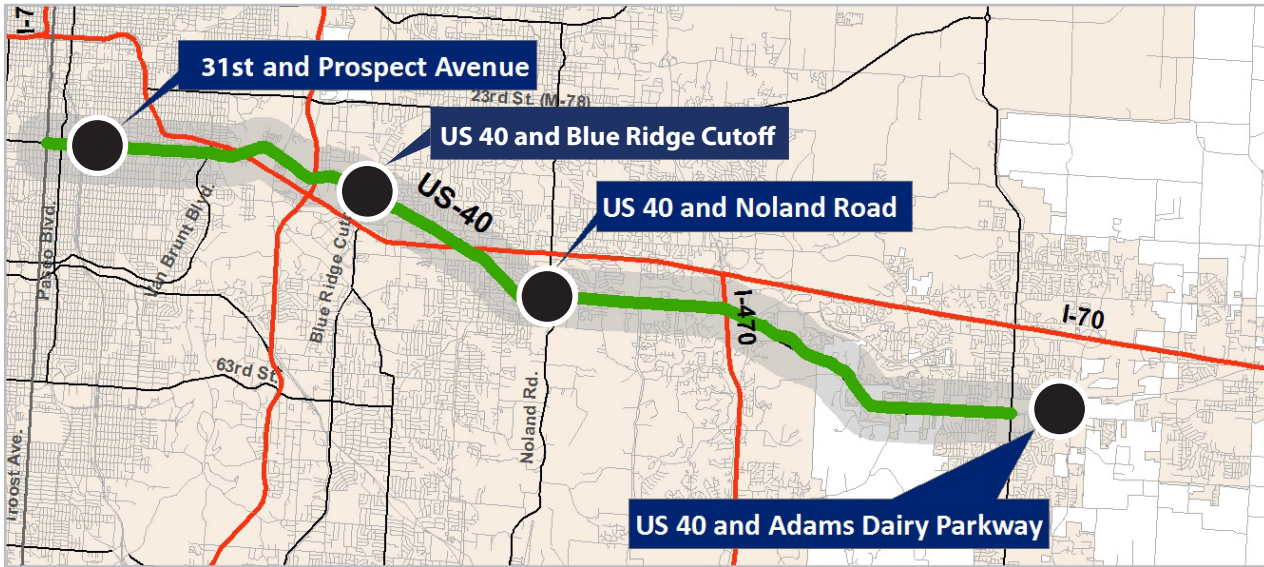 I-7
31st and Prospect Avenue
23rd St. (M-78)
US 40 and Blue Ridge Cutoff
US-40
US 40 and Noland Road
Paseo Blvd.
Van Brunt Blvd.
Blue Ridge Cutf
I-470
I-70
63rd St.
Noland Rd.
Troost Ave.
US 40 and Adams Dairy Parkway